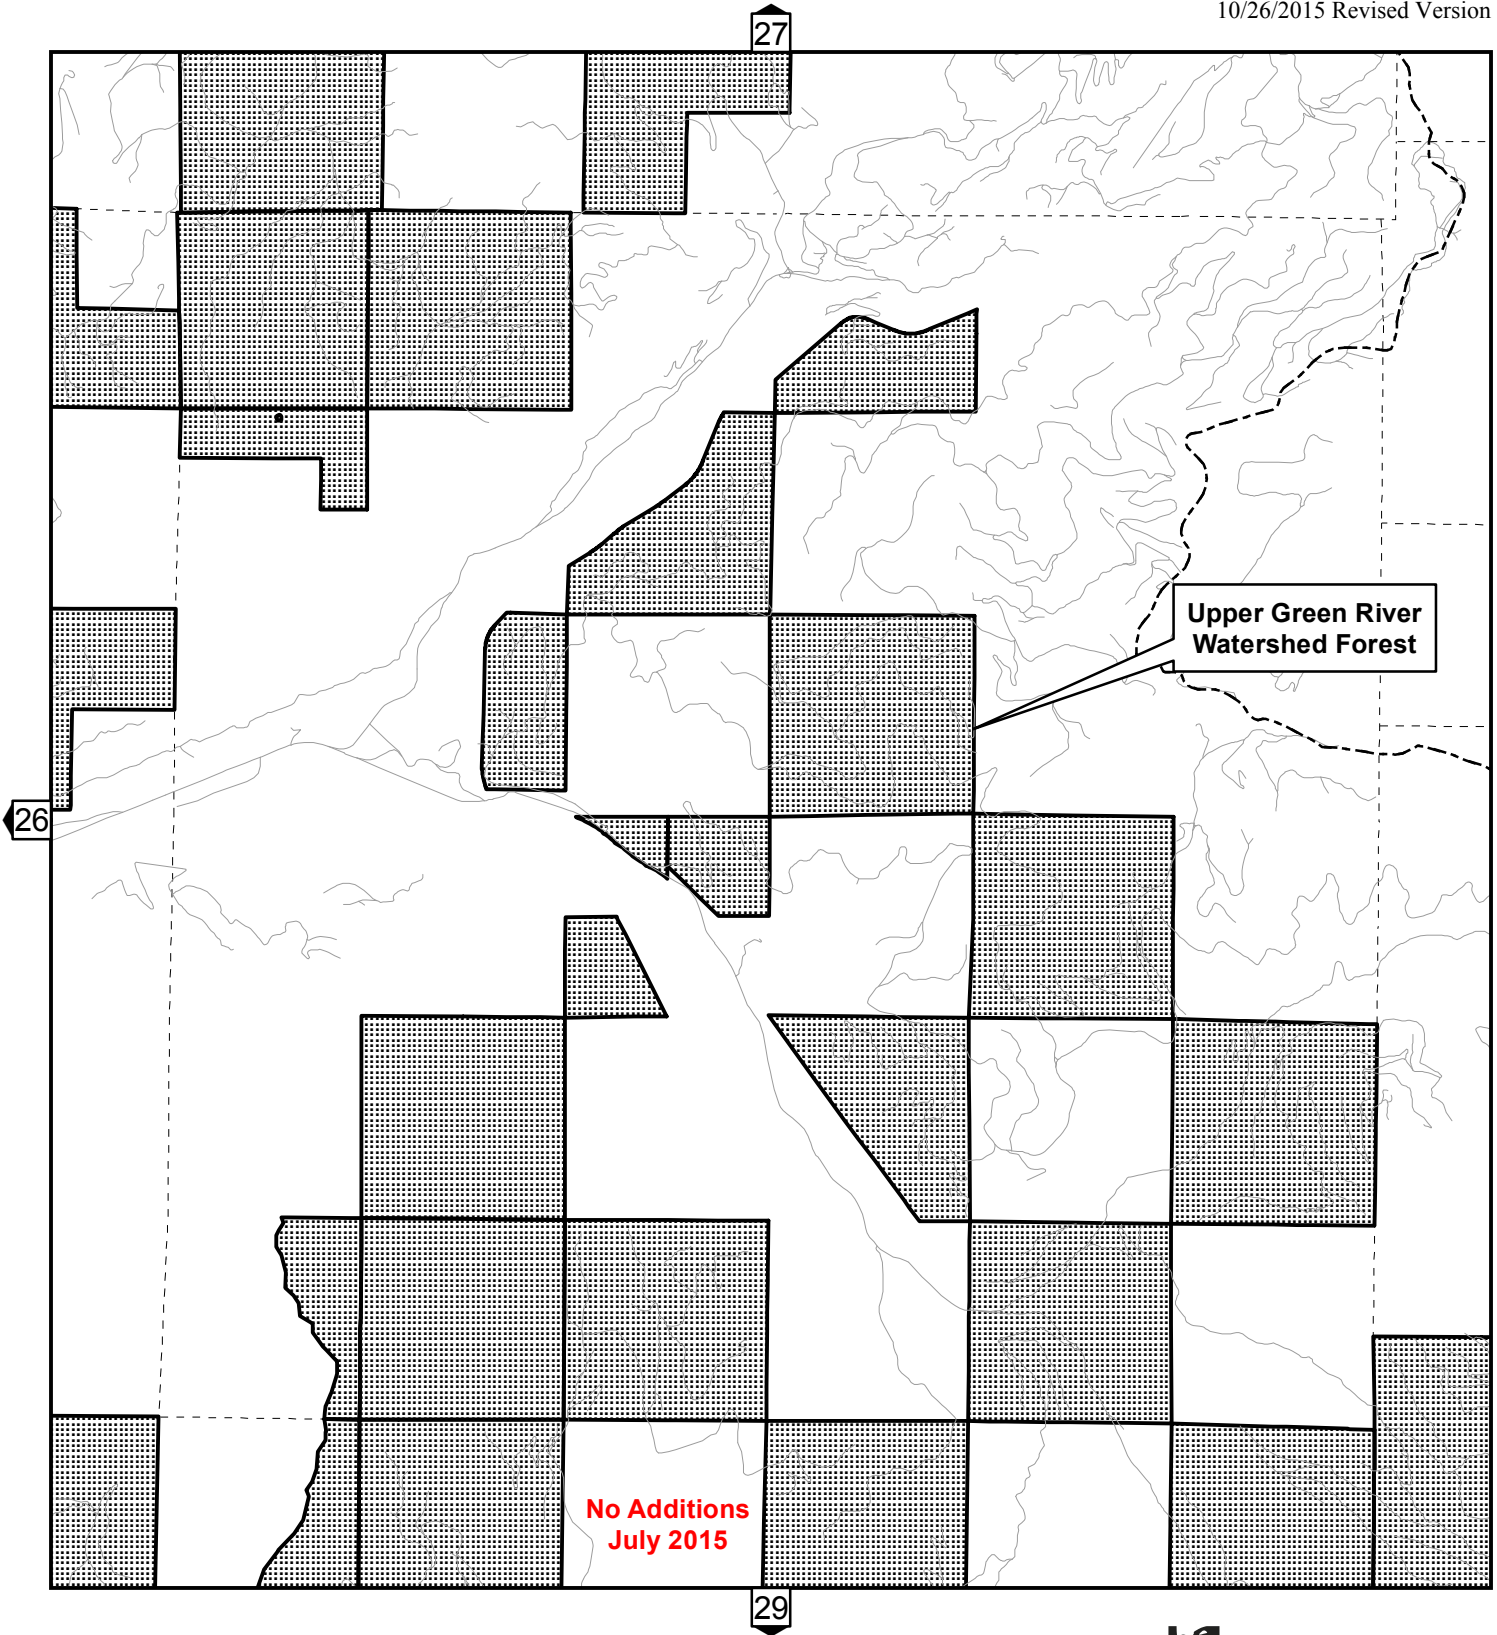 10/26/2015 Revised Version
27
Upper Green River
Watershed Forest
26
No Additions
July 2015
29